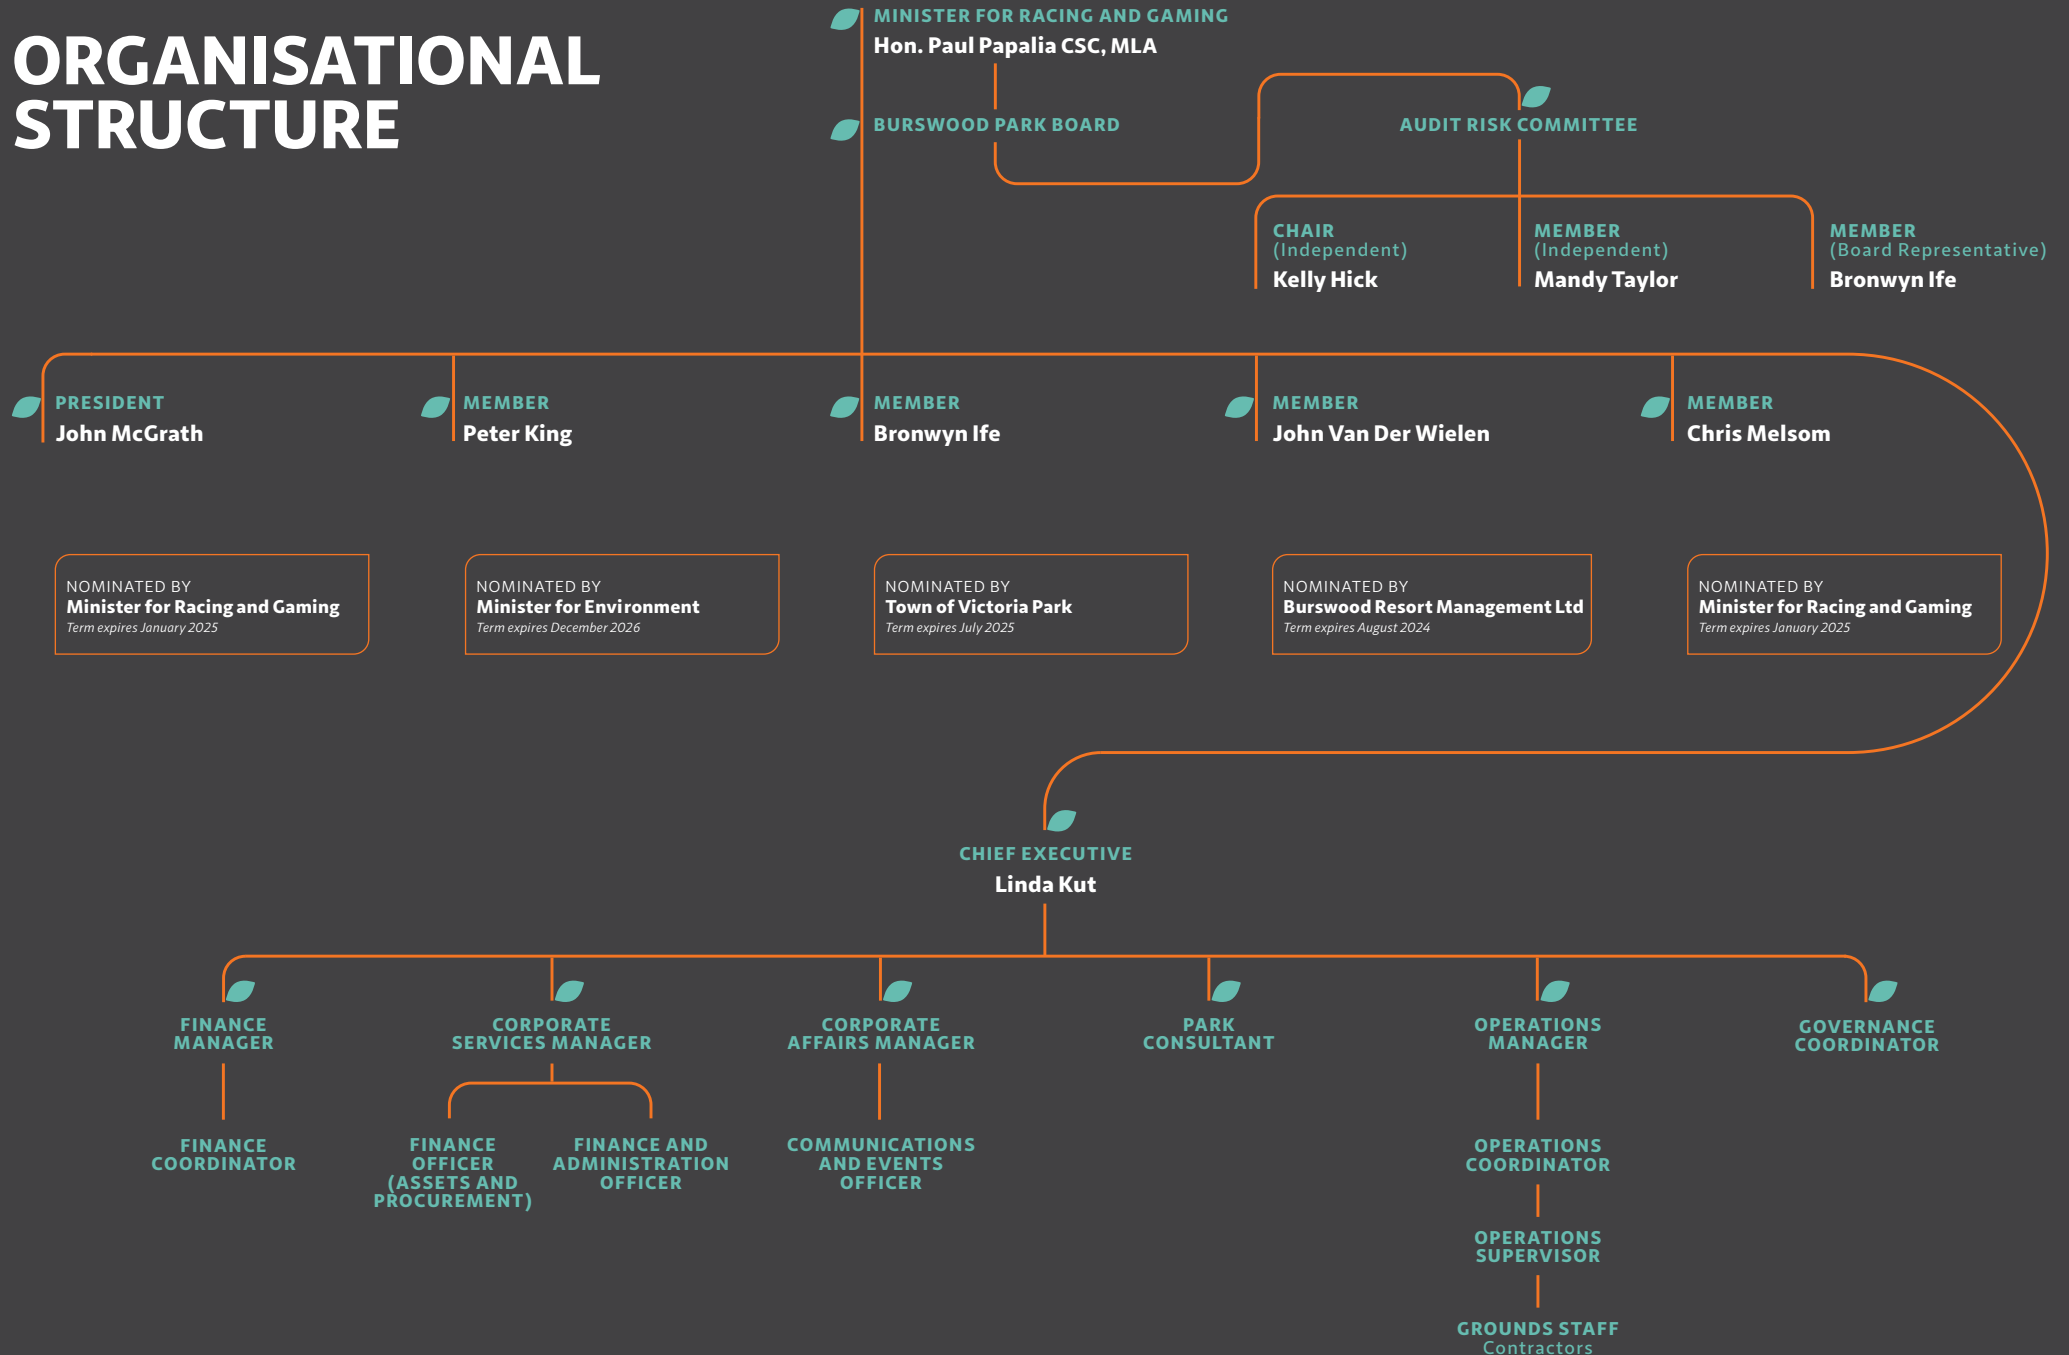 ORGANISATIONAL
STRUCTURE
MINISTER FOR RACING AND GAMING
Hon. Paul Papalia CSC, MLA
BURSWOOD PARK BOARD
AUDIT RISK COMMITTEE
CHAIR
(Independent)
Kelly Hick
MEMBER
(Independent)
Mandy Taylor
MEMBER
(Board Representative)
Bronwyn Ife
PRESIDENT
John McGrath
MEMBER
Peter King
MEMBER
Bronwyn Ife
MEMBER
John Van Der Wielen
MEMBER
Chris Melsom
NOMINATED BY
Minister for Racing and Gaming
Term expires January 2025
NOMINATED BY
Minister for Environment
Term expires December 2026
NOMINATED BY
Town of Victoria Park
Term expires July 2025
NOMINATED BY
Burswood Resort Management Ltd
Term expires August 2024
NOMINATED BY
Minister for Racing and Gaming
Term expires January 2025
CHIEF EXECUTIVE
Linda Kut
FINANCE
MANAGER
CORPORATE
SERVICES MANAGER
CORPORATE
AFFAIRS MANAGER
PARK
CONSULTANT
OPERATIONS
MANAGER
GOVERNANCE
COORDINATOR
FINANCE
COORDINATOR
FINANCE
OFFICER
(ASSETS AND
PROCUREMENT)
FINANCE AND
ADMINISTRATION
OFFICER
COMMUNICATIONS
AND EVENTS
OFFICER
OPERATIONS
COORDINATOR
OPERATIONS
SUPERVISOR
GROUNDS STAFF
Contractors